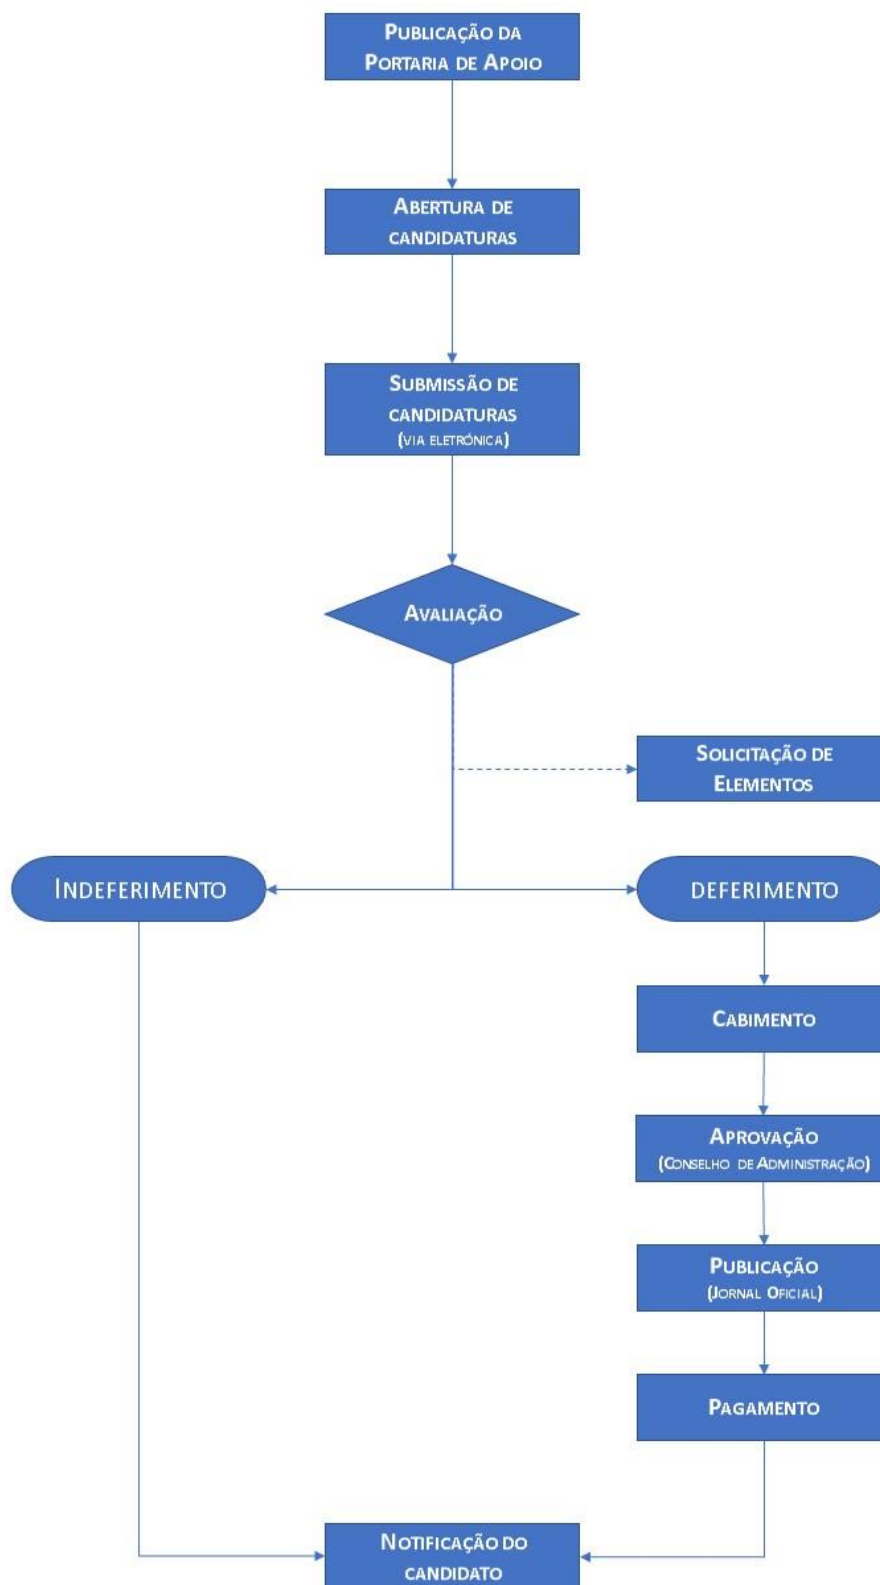 PUBLICAÇÃO DA
PORTARIA DE APOIO
ABERTURA DE
CANDIDATURAS
SUBMISSÃO DE
CANDIDATURAS
(VIA ELETRÓNICA)
AVALIAÇÃO
SOLICITAÇÃO DE
ELEMENTOS
INDEFERIMENTO
DEFERIMENTO
CABIMENTO
APROVAÇÃO
(CONSELHO DE ADMINISTRAÇÃO)
PUBLICAÇÃO
(JORNAL OFICIAL)
PAGAMENTO
NOTIFICAÇÃO DO
CANDIDATO